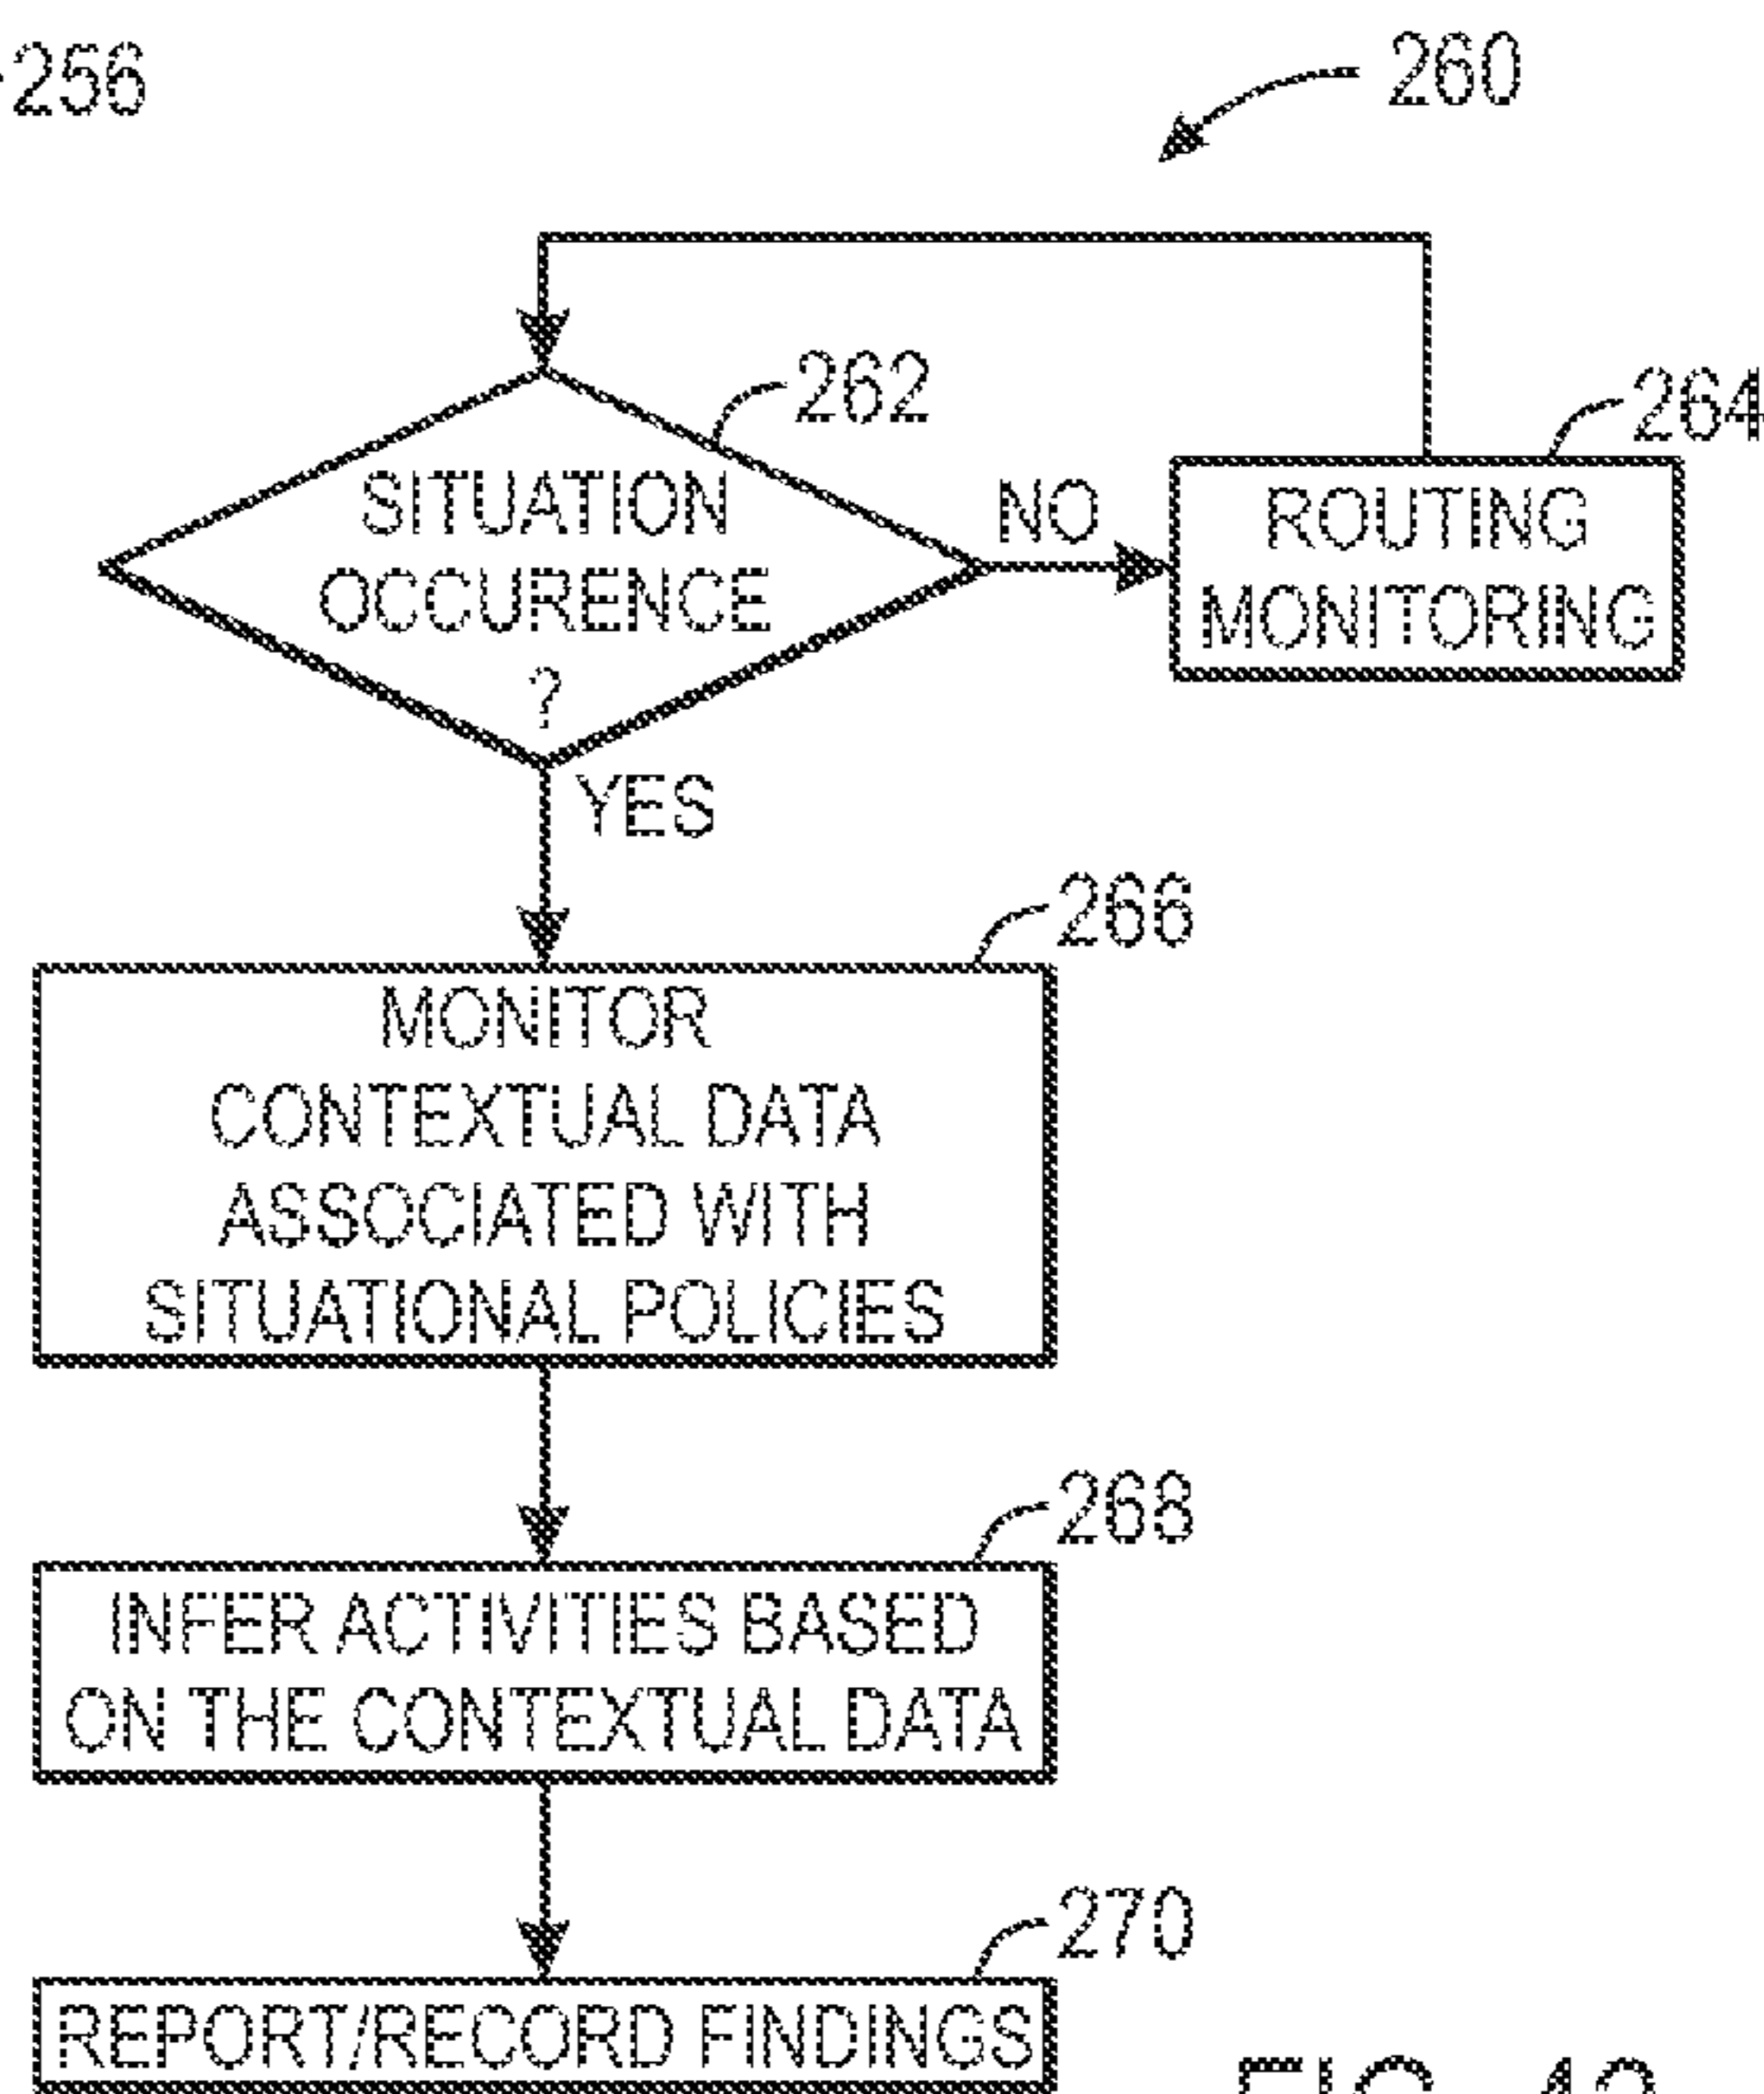 256
260
262
264
SITUATION
OCCURENCE
?
NO
ROUTING
MONITORING
YES
266
MONITOR
CONTEXTUAL DATA
ASSOCIATED WITH
SITUATIONAL POLICIES
268
INFER ACTIVITIES BASED
ON THE CONTEXTUAL DATA
270
REPORT/RECORD FINDINGS
FIG.